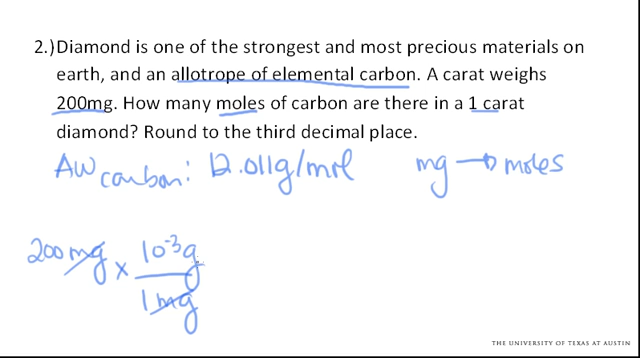 2.)Diamond is one of the strongest and most precious materials on
earth, and an allotrope of elemental carbon. A carat weighs
200mg. How many moles of carbon are there in a 1 carat
diamond? Round to the third decimal place.
AW carbon: 12.011g/mol mg → moles
200mg x 10⁻³g
1mg
THE UNIVERSITY OF TEXAS AT AUSTIN